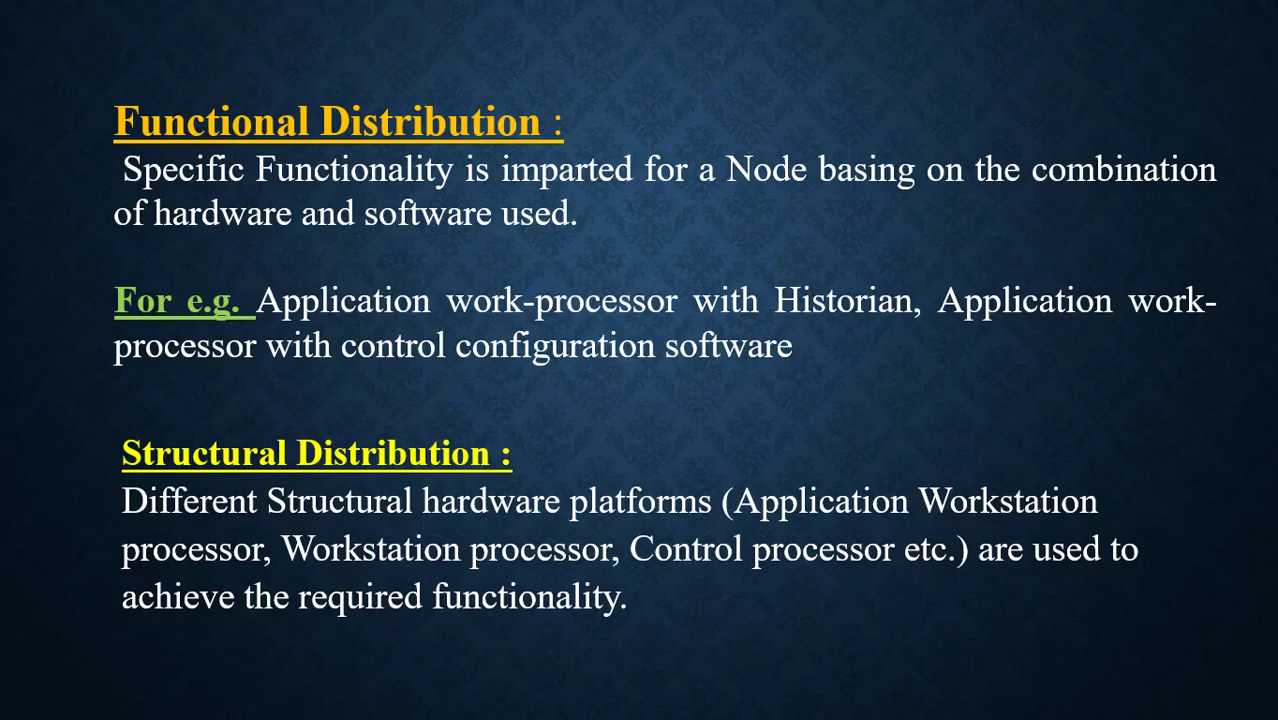 Functional Distribution :
Specific Functionality is imparted for a Node basing on the combination
of hardware and software used.
For e.g. Application work-processor with Historian, Application work-
processor with control configuration software
Structural Distribution :
Different Structural hardware platforms (Application Workstation
processor, Workstation processor, Control processor etc.) are used to
achieve the required functionality.